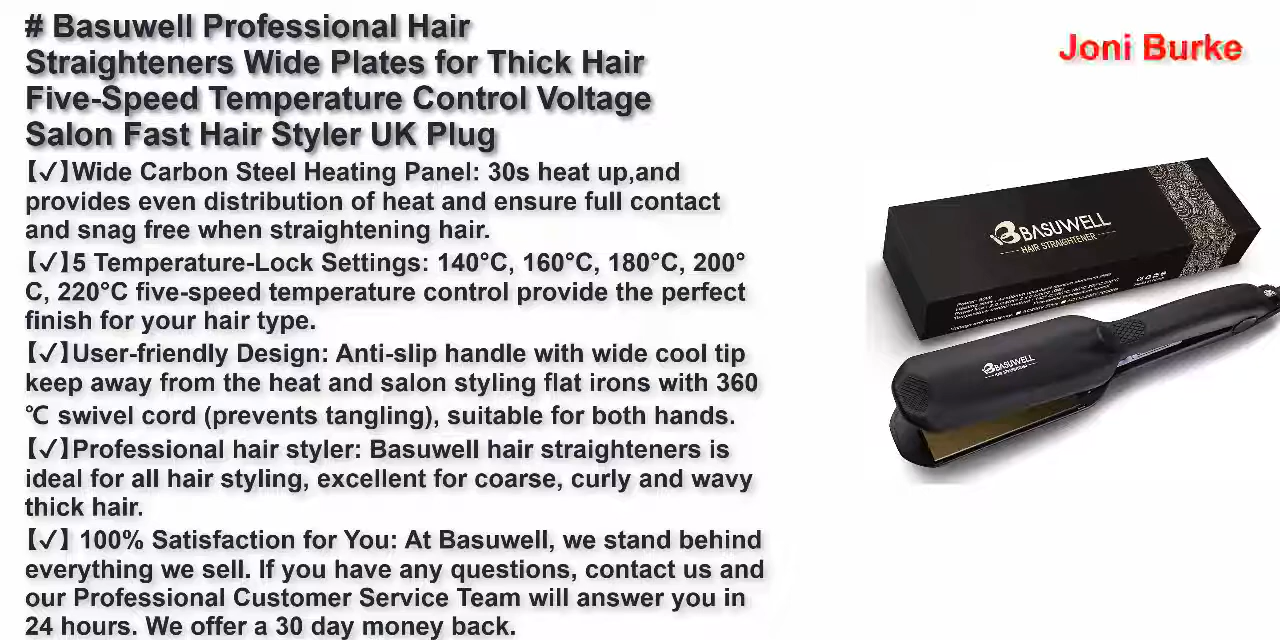 # Basuwell Professional Hair
Straighteners Wide Plates for Thick Hair
Five-Speed Temperature Control Voltage
Salon Fast Hair Styler UK Plug
【✓】Wide Carbon Steel Heating Panel: 30s heat up,and
provides even distribution of heat and ensure full contact
and snag free when straightening hair.
【✓】5 Temperature-Lock Settings: 140°C, 160°C, 180°C, 200°
C, 220°C five-speed temperature control provide the perfect
finish for your hair type.
【✓】User-friendly Design: Anti-slip handle with wide cool tip
keep away from the heat and salon styling flat irons with 360
℃ swivel cord (prevents tangling), suitable for both hands.
【✓】Professional hair styler: Basuwell hair straighteners is
ideal for all hair styling, excellent for coarse, curly and wavy
thick hair.
【✓】 100% Satisfaction for You: At Basuwell, we stand behind
everything we sell. If you have any questions, contact us and
our Professional Customer Service Team will answer you in
24 hours. We offer a 30 day money back.
Joni Burke
BASUWELL
HAIR STRAIGHTENER
BASUWELL